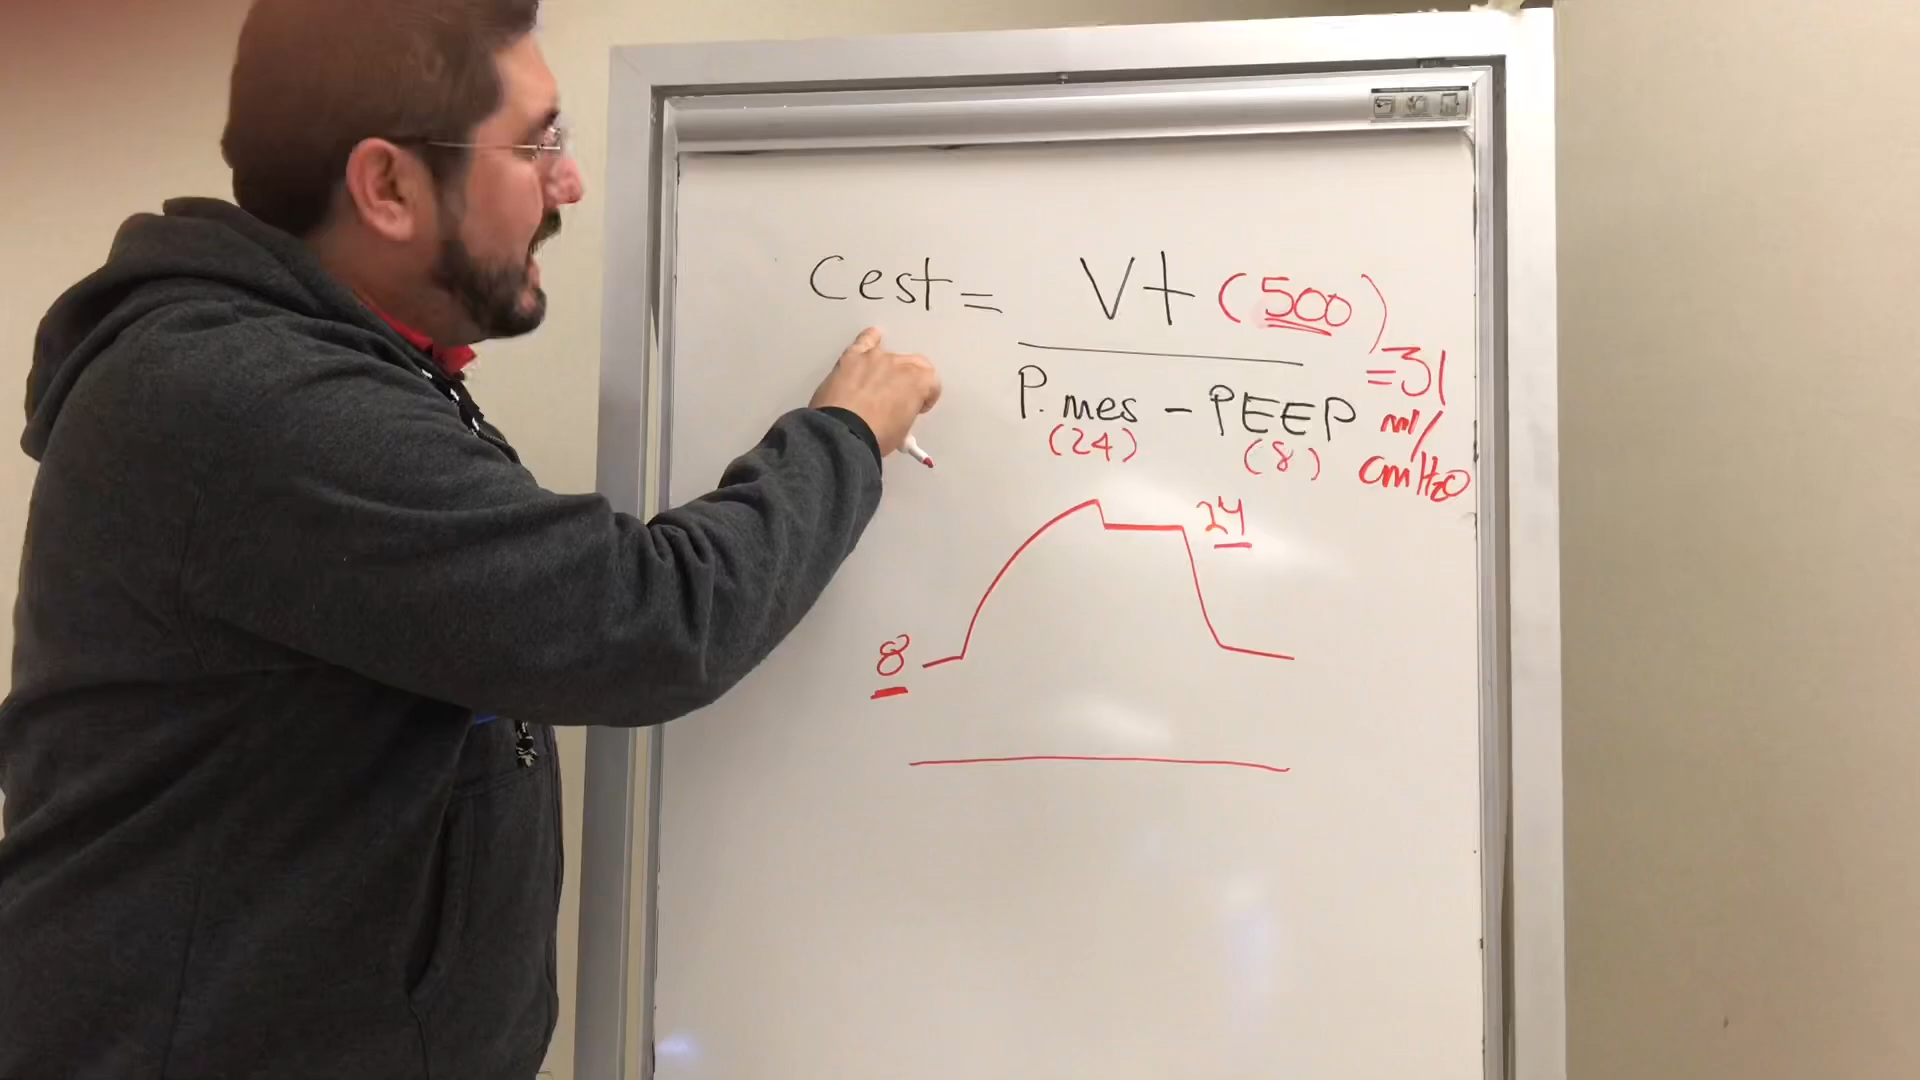 Cest = Vt (500)
P. mes - PEEP
= 31
ml/
cmH2O
(24) (8)
24
8